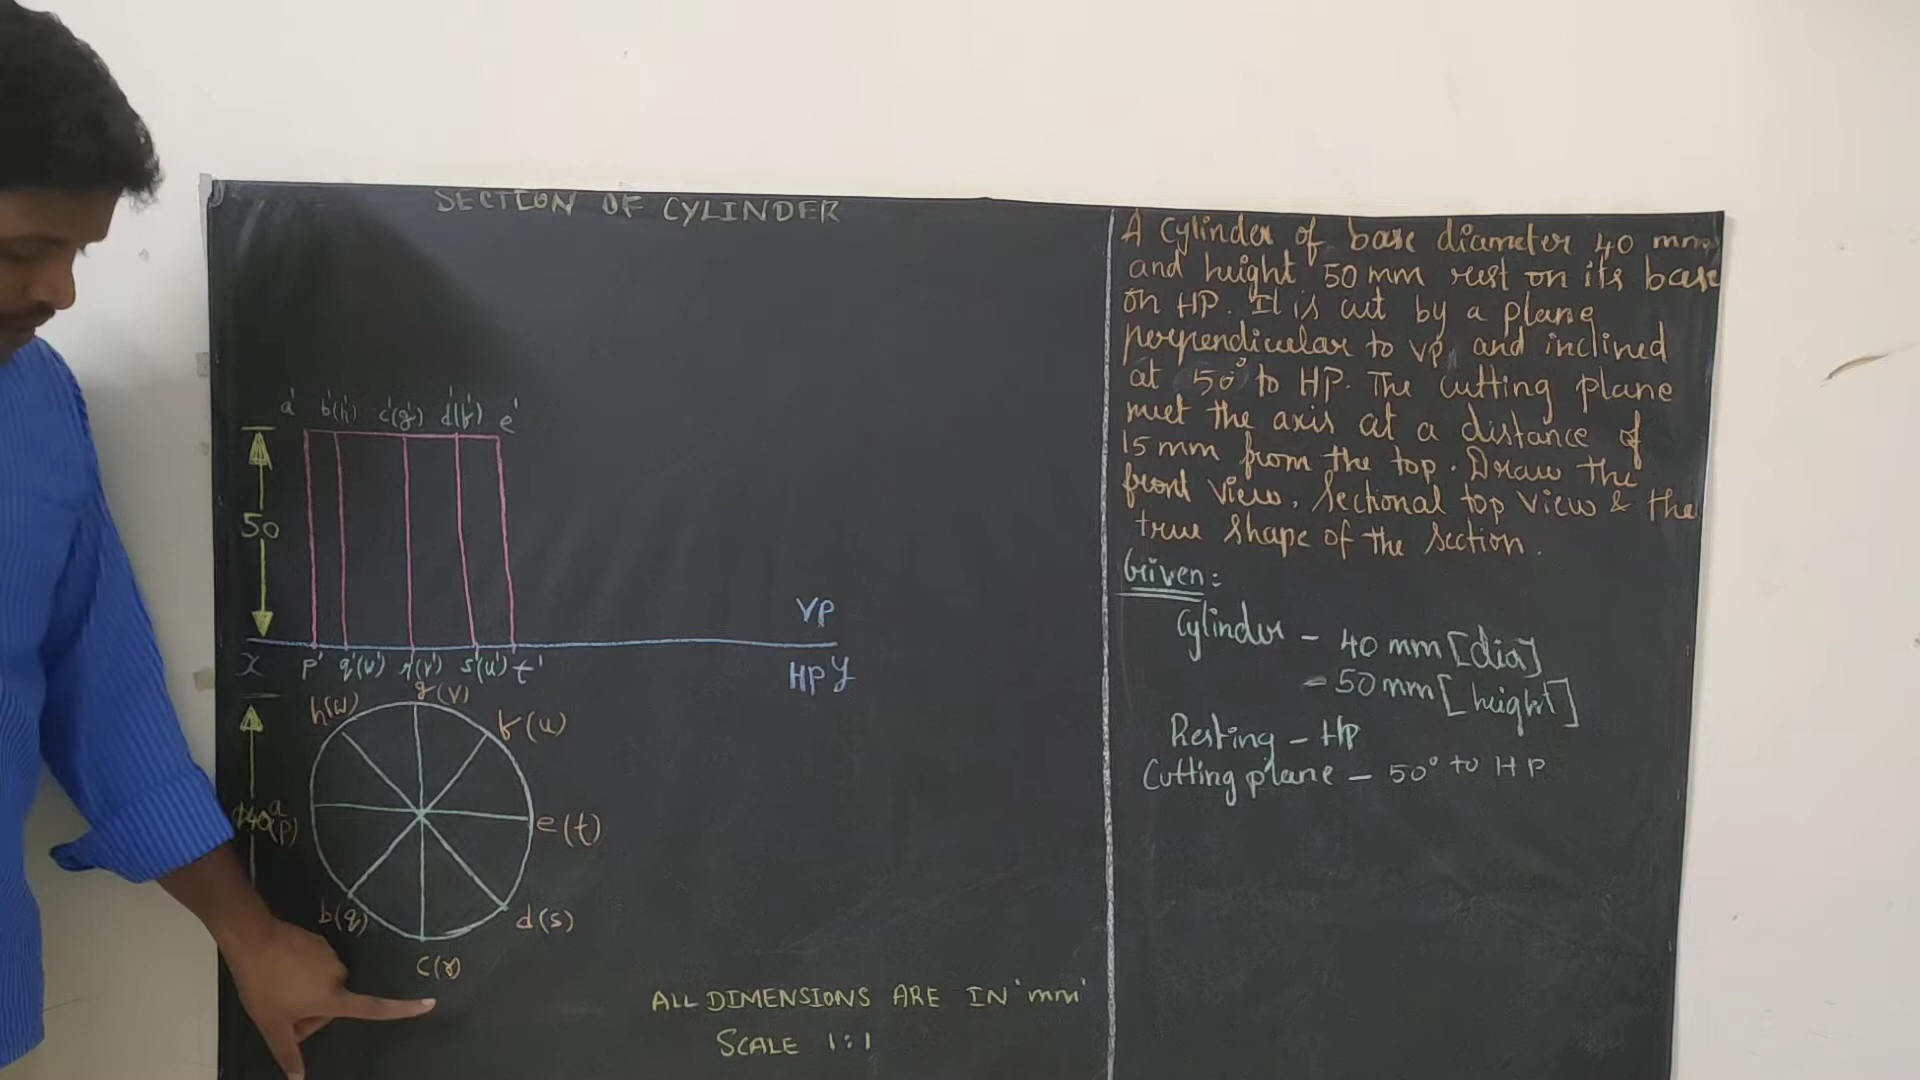 SECTION OF CYLINDER
A cylinder of base diameter 40 mm
and height 50 mm rest on its base
on HP. It is cut by a plane
perpendicular to VP and inclined
at 50° to HP. The cutting plane
meet the axis at a distance of
15 mm from the top. Draw the
front view, sectional top view & the
true shape of the section.
Given:
Cylinder - 40 mm [dia]
- 50 mm [height]
Resting - HP
Cutting plane - 50° to HP
a' b'(h') c'(g') d'(f') e'
50
VP
X p' q'(w') r'(v') s'(u') t' HP Y
g(v)
h(w) f(u)
φ40 a(p) e(t)
b(q) d(s)
c(r)
ALL DIMENSIONS ARE IN 'mm'
SCALE 1:1